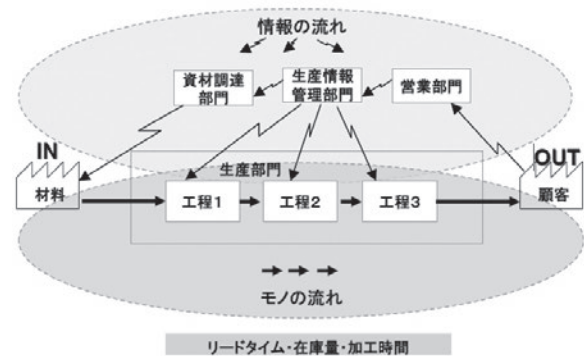 情報の流れ
資材調達
部門
生産情報
管理部門
営業部門
IN
OUT
生産部門
材料
工程1
工程2
工程3
顧客
モノの流れ
リードタイム・在庫量・加工時間